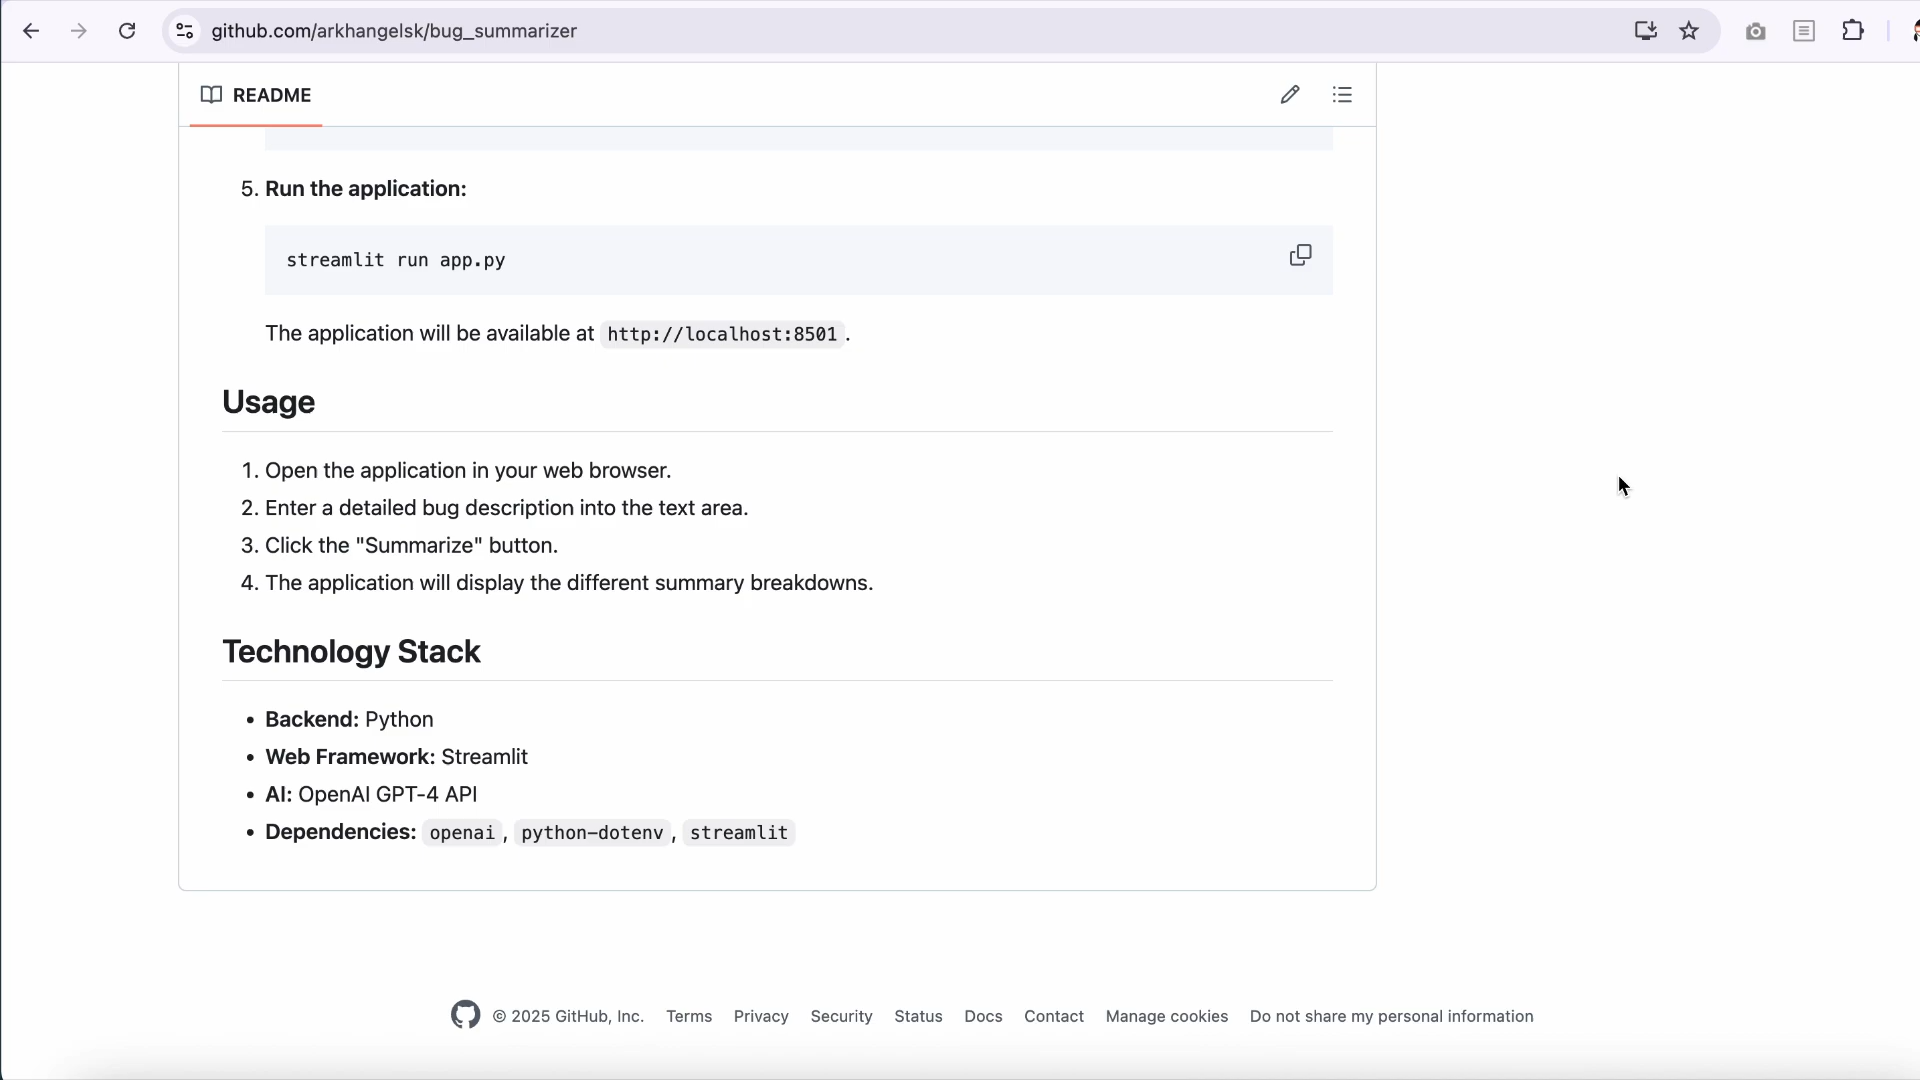 github.com/arkhangelsk/bug_summarizer
README
5. Run the application:
streamlit run app.py
The application will be available at http://localhost:8501.
Usage
1. Open the application in your web browser.
2. Enter a detailed bug description into the text area.
3. Click the "Summarize" button.
4. The application will display the different summary breakdowns.
Technology Stack
• Backend: Python
• Web Framework: Streamlit
• AI: OpenAI GPT-4 API
• Dependencies: openai, python-dotenv, streamlit
© 2025 GitHub, Inc. Terms Privacy Security Status Docs Contact Manage cookies Do not share my personal information